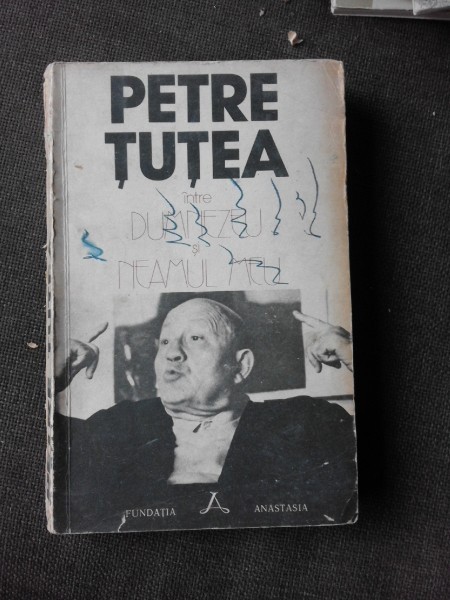 PETRE
ȚUȚEA
între
DUMNEZEU
și
NEAMUL MEU
FUNDAȚIA ANASTASIA